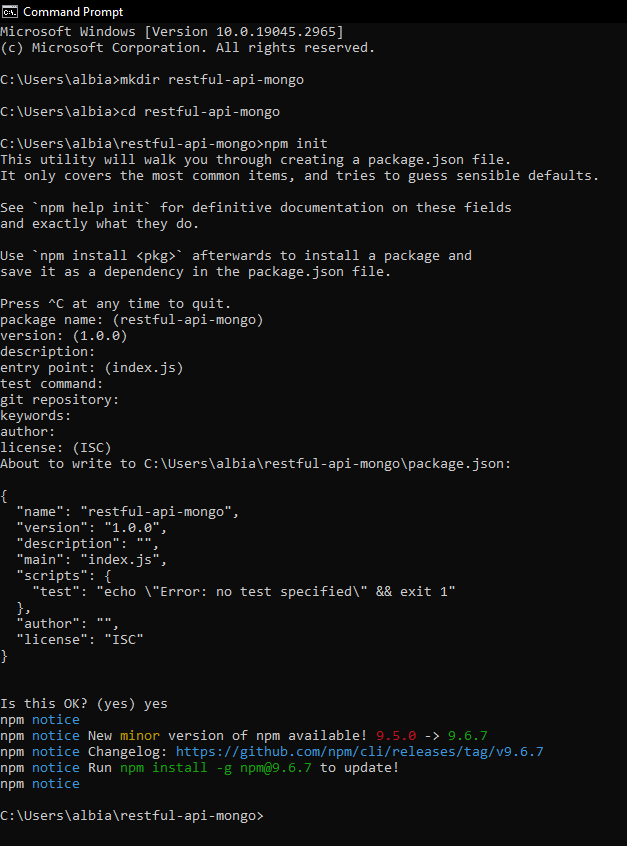 Command Prompt
Microsoft Windows [Version 10.0.19045.2965]
(c) Microsoft Corporation. All rights reserved.

C:\Users\albia>mkdir restful-api-mongo

C:\Users\albia>cd restful-api-mongo

C:\Users\albia\restful-api-mongo>npm init
This utility will walk you through creating a package.json file.
It only covers the most common items, and tries to guess sensible defaults.

See `npm help init` for definitive documentation on these fields
and exactly what they do.

Use `npm install <pkg>` afterwards to install a package and
save it as a dependency in the package.json file.

Press ^C at any time to quit.
package name: (restful-api-mongo)
version: (1.0.0)
description:
entry point: (index.js)
test command:
git repository:
keywords:
author:
license: (ISC)
About to write to C:\Users\albia\restful-api-mongo\package.json:

{
  "name": "restful-api-mongo",
  "version": "1.0.0",
  "description": "",
  "main": "index.js",
  "scripts": {
    "test": "echo \"Error: no test specified\" && exit 1"
  },
  "author": "",
  "license": "ISC"
}


Is this OK? (yes) yes
npm notice
npm notice New minor version of npm available! 9.5.0 -> 9.6.7
npm notice Changelog: https://github.com/npm/cli/releases/tag/v9.6.7
npm notice Run npm install -g npm@9.6.7 to update!
npm notice

C:\Users\albia\restful-api-mongo>